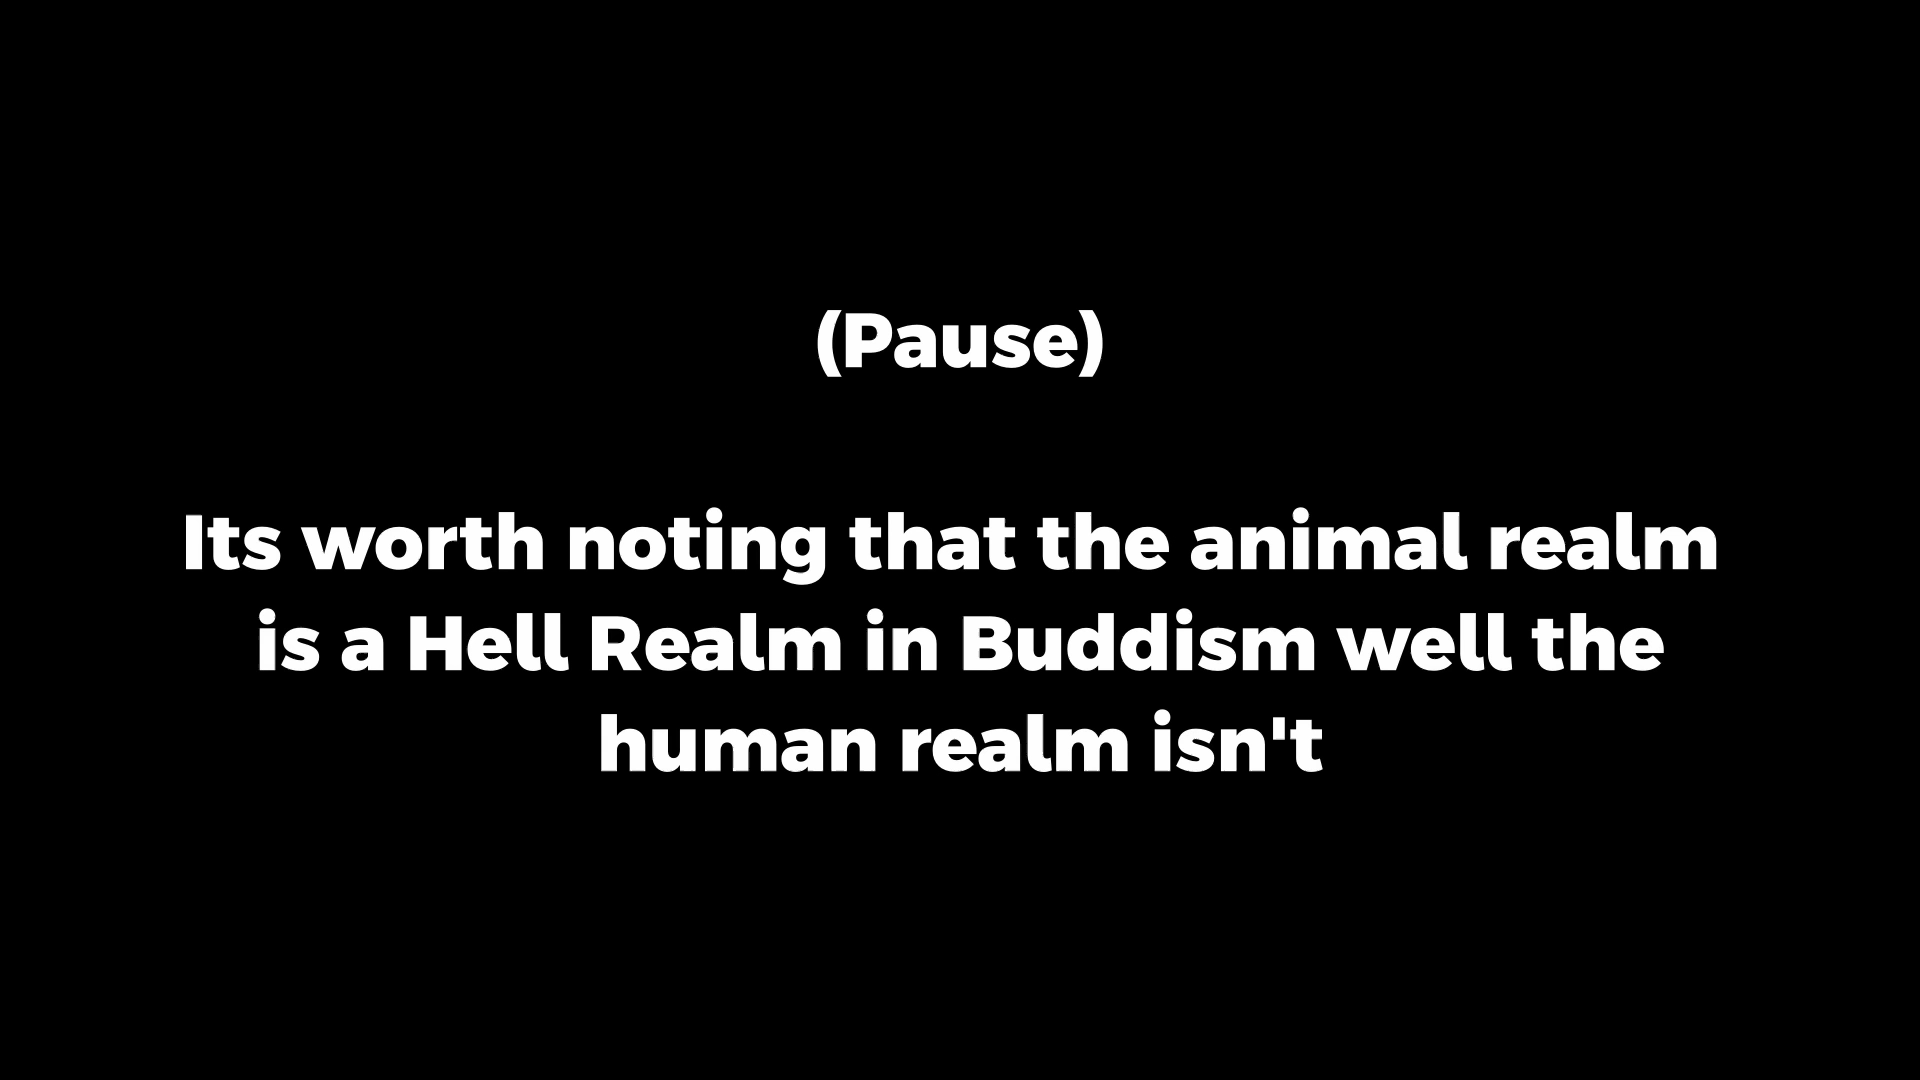 (Pause)
Its worth noting that the animal realm
is a Hell Realm in Buddism well the
human realm isn't